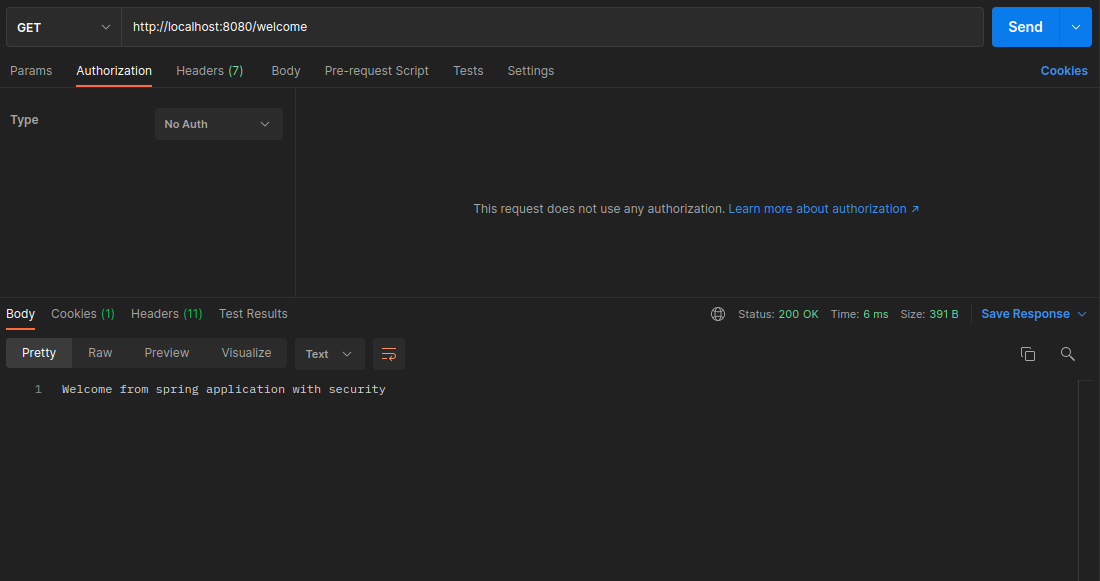 GET http://localhost:8080/welcome Send
Params Authorization Headers (7) Body Pre-request Script Tests Settings Cookies
Type No Auth
This request does not use any authorization. Learn more about authorization ↗
Body Cookies (1) Headers (11) Test Results Status: 200 OK Time: 6 ms Size: 391 B Save Response
Pretty Raw Preview Visualize Text
1 Welcome from spring application with security